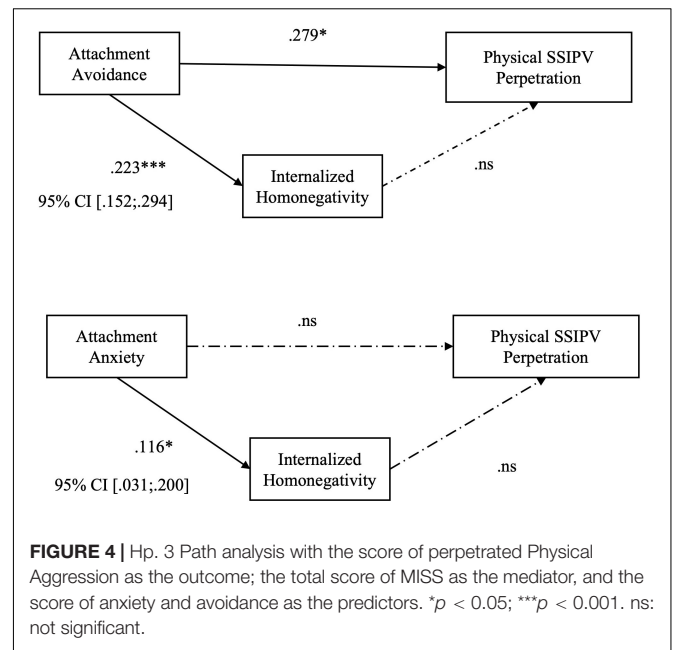 .279*
Attachment
Avoidance
Physical SSIPV
Perpetration
.223***
95% CI [.152;.294]
Internalized
Homonegativity
.ns
.ns
Attachment
Anxiety
Physical SSIPV
Perpetration
.116*
95% CI [.031;.200]
Internalized
Homonegativity
.ns
FIGURE 4 | Hp. 3 Path analysis with the score of perpetrated Physical
Aggression as the outcome; the total score of MISS as the mediator, and the
score of anxiety and avoidance as the predictors. *p < 0.05; ***p < 0.001. ns:
not significant.